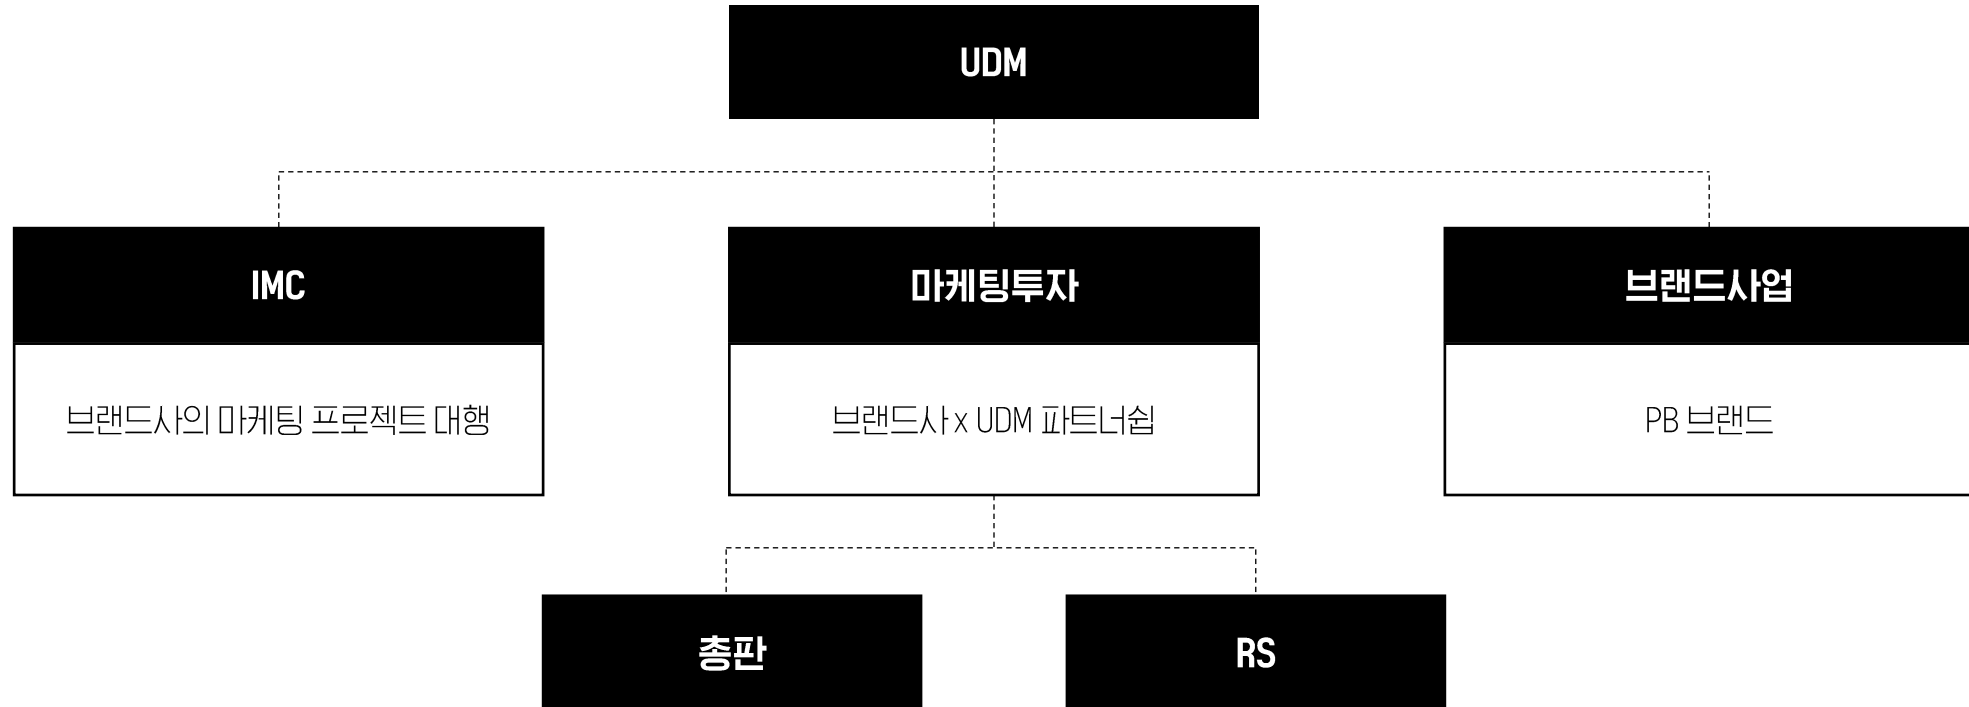 UDM
IMC
마케팅투자
브랜드사업
브랜드사의 마케팅 프로젝트 대행
브랜드사 x UDM 파트너쉽
PB 브랜드
총판
RS